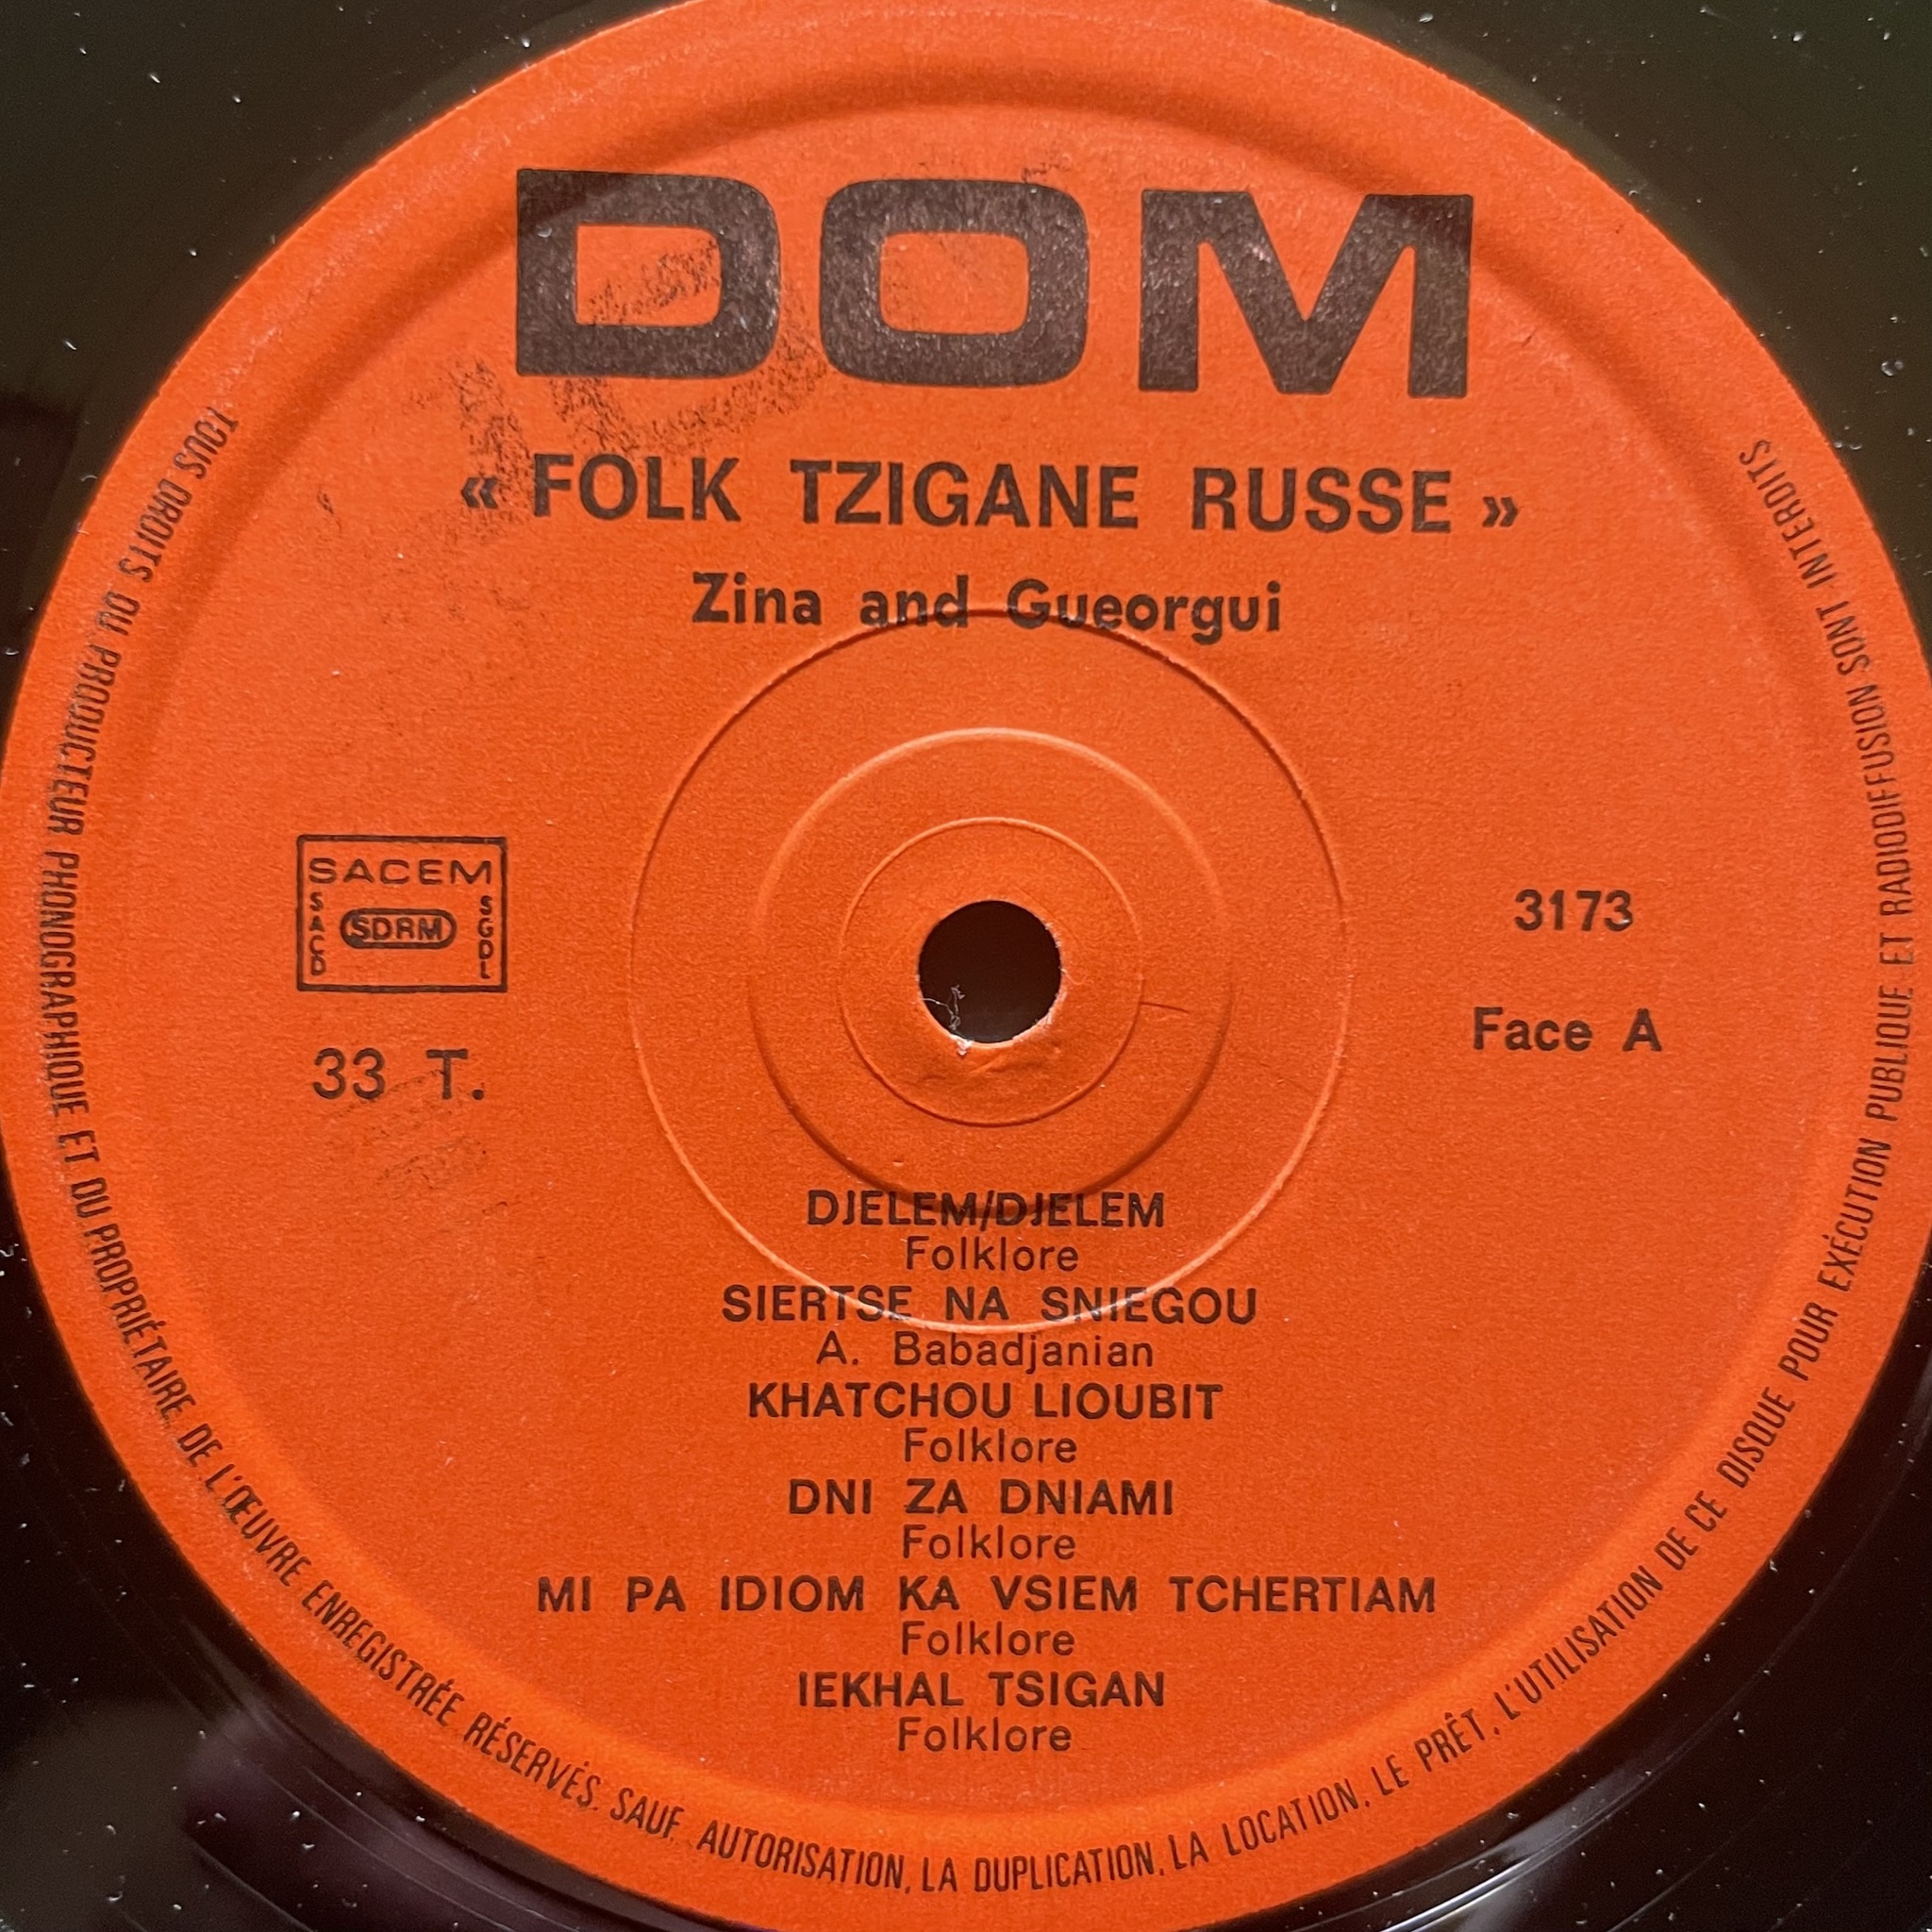 DOM
« FOLK TZIGANE RUSSE »
Zina and Gueorgui
SACEM
SACD
SDRM
SGDL
33 T.
3173
Face A
DJELEM/DJELEM
Folklore
SIERTSE NA SNIEGOU
A. Babadjanian
KHATCHOU LIOUBIT
Folklore
DNI ZA DNIAMI
Folklore
MI PA IDIOM KA VSIEM TCHERTIAM
Folklore
IEKHAL TSIGAN
Folklore
TOUS DROITS DU PRODUCTEUR PHONOGRAPHIQUE ET DU PROPRIÉTAIRE DE L'ŒUVRE ENREGISTRÉE RÉSERVÉS. SAUF AUTORISATION, LA DUPLICATION, LA LOCATION, LE PRÊT, L'UTILISATION DE CE DISQUE POUR EXÉCUTION PUBLIQUE ET RADIODIFFUSION SONT INTERDITS